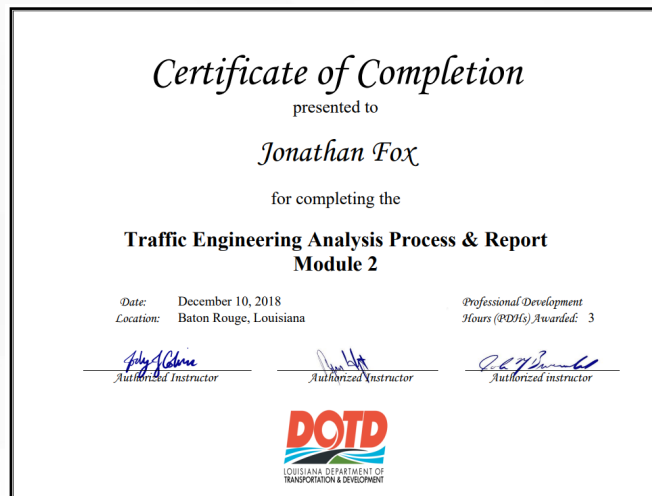 Certificate of Completion
presented to
Jonathan Fox
for completing the
Traffic Engineering Analysis Process & Report
Module 2
Date: December 10, 2018
Location: Baton Rouge, Louisiana
Professional Development
Hours (PDHs) Awarded: 3
Authorized Instructor
Authorized Instructor
Authorized instructor
DOTD
LOUISIANA DEPARTMENT OF
TRANSPORTATION & DEVELOPMENT